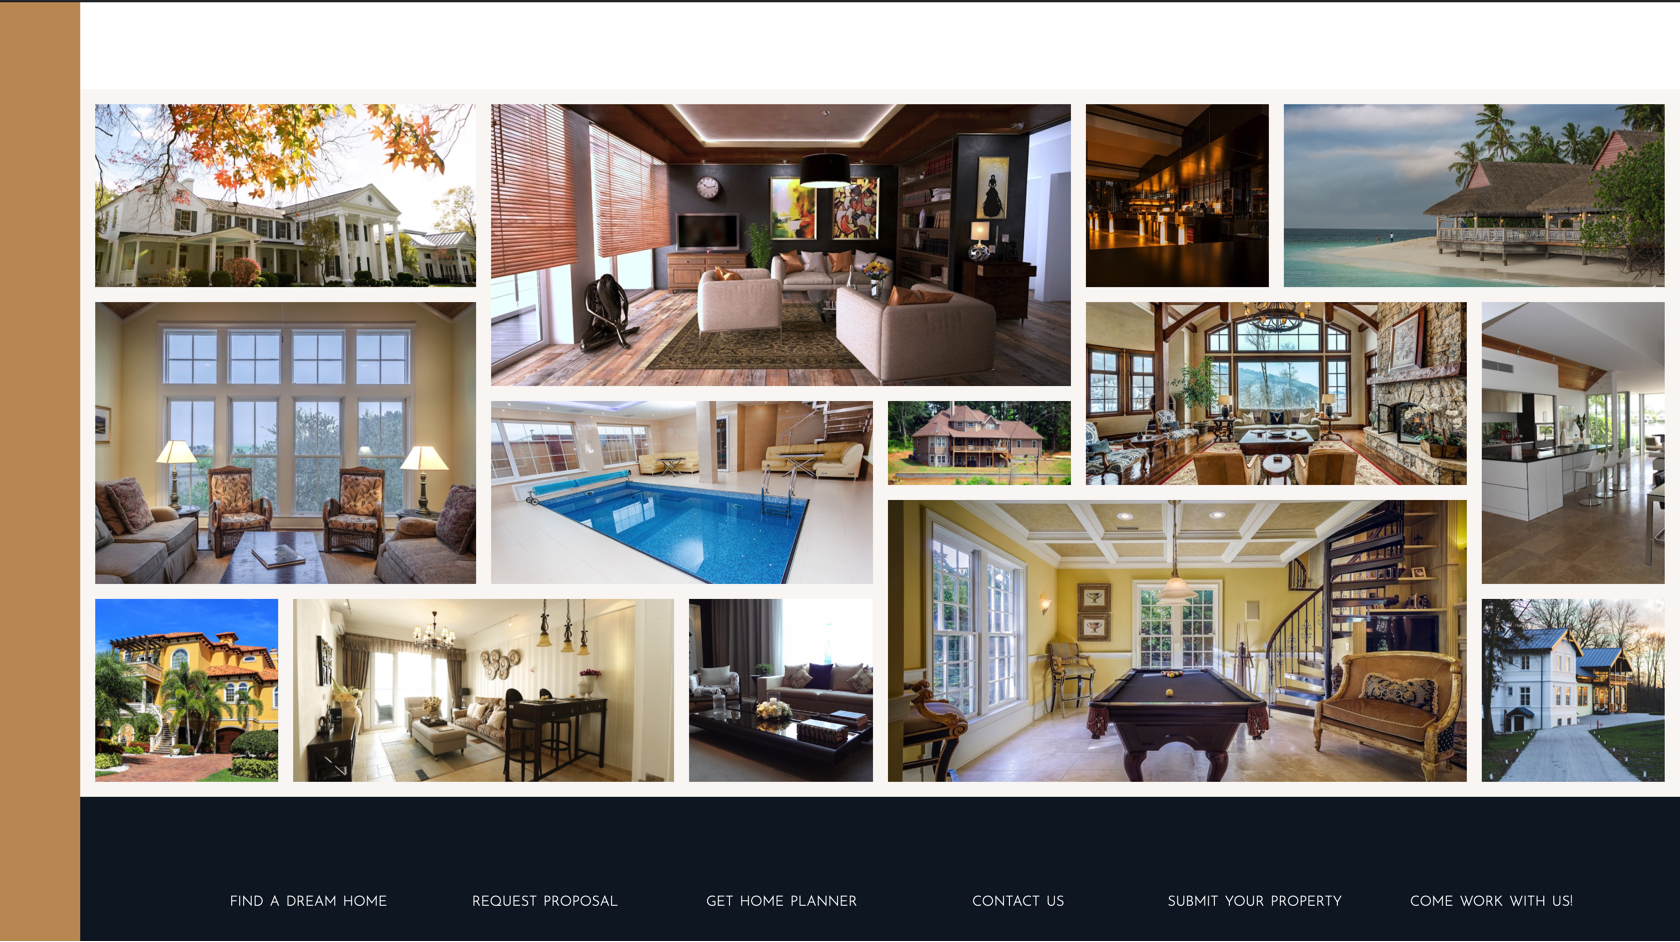 FIND A DREAM HOME
REQUEST PROPOSAL
GET HOME PLANNER
CONTACT US
SUBMIT YOUR PROPERTY
COME WORK WITH US!